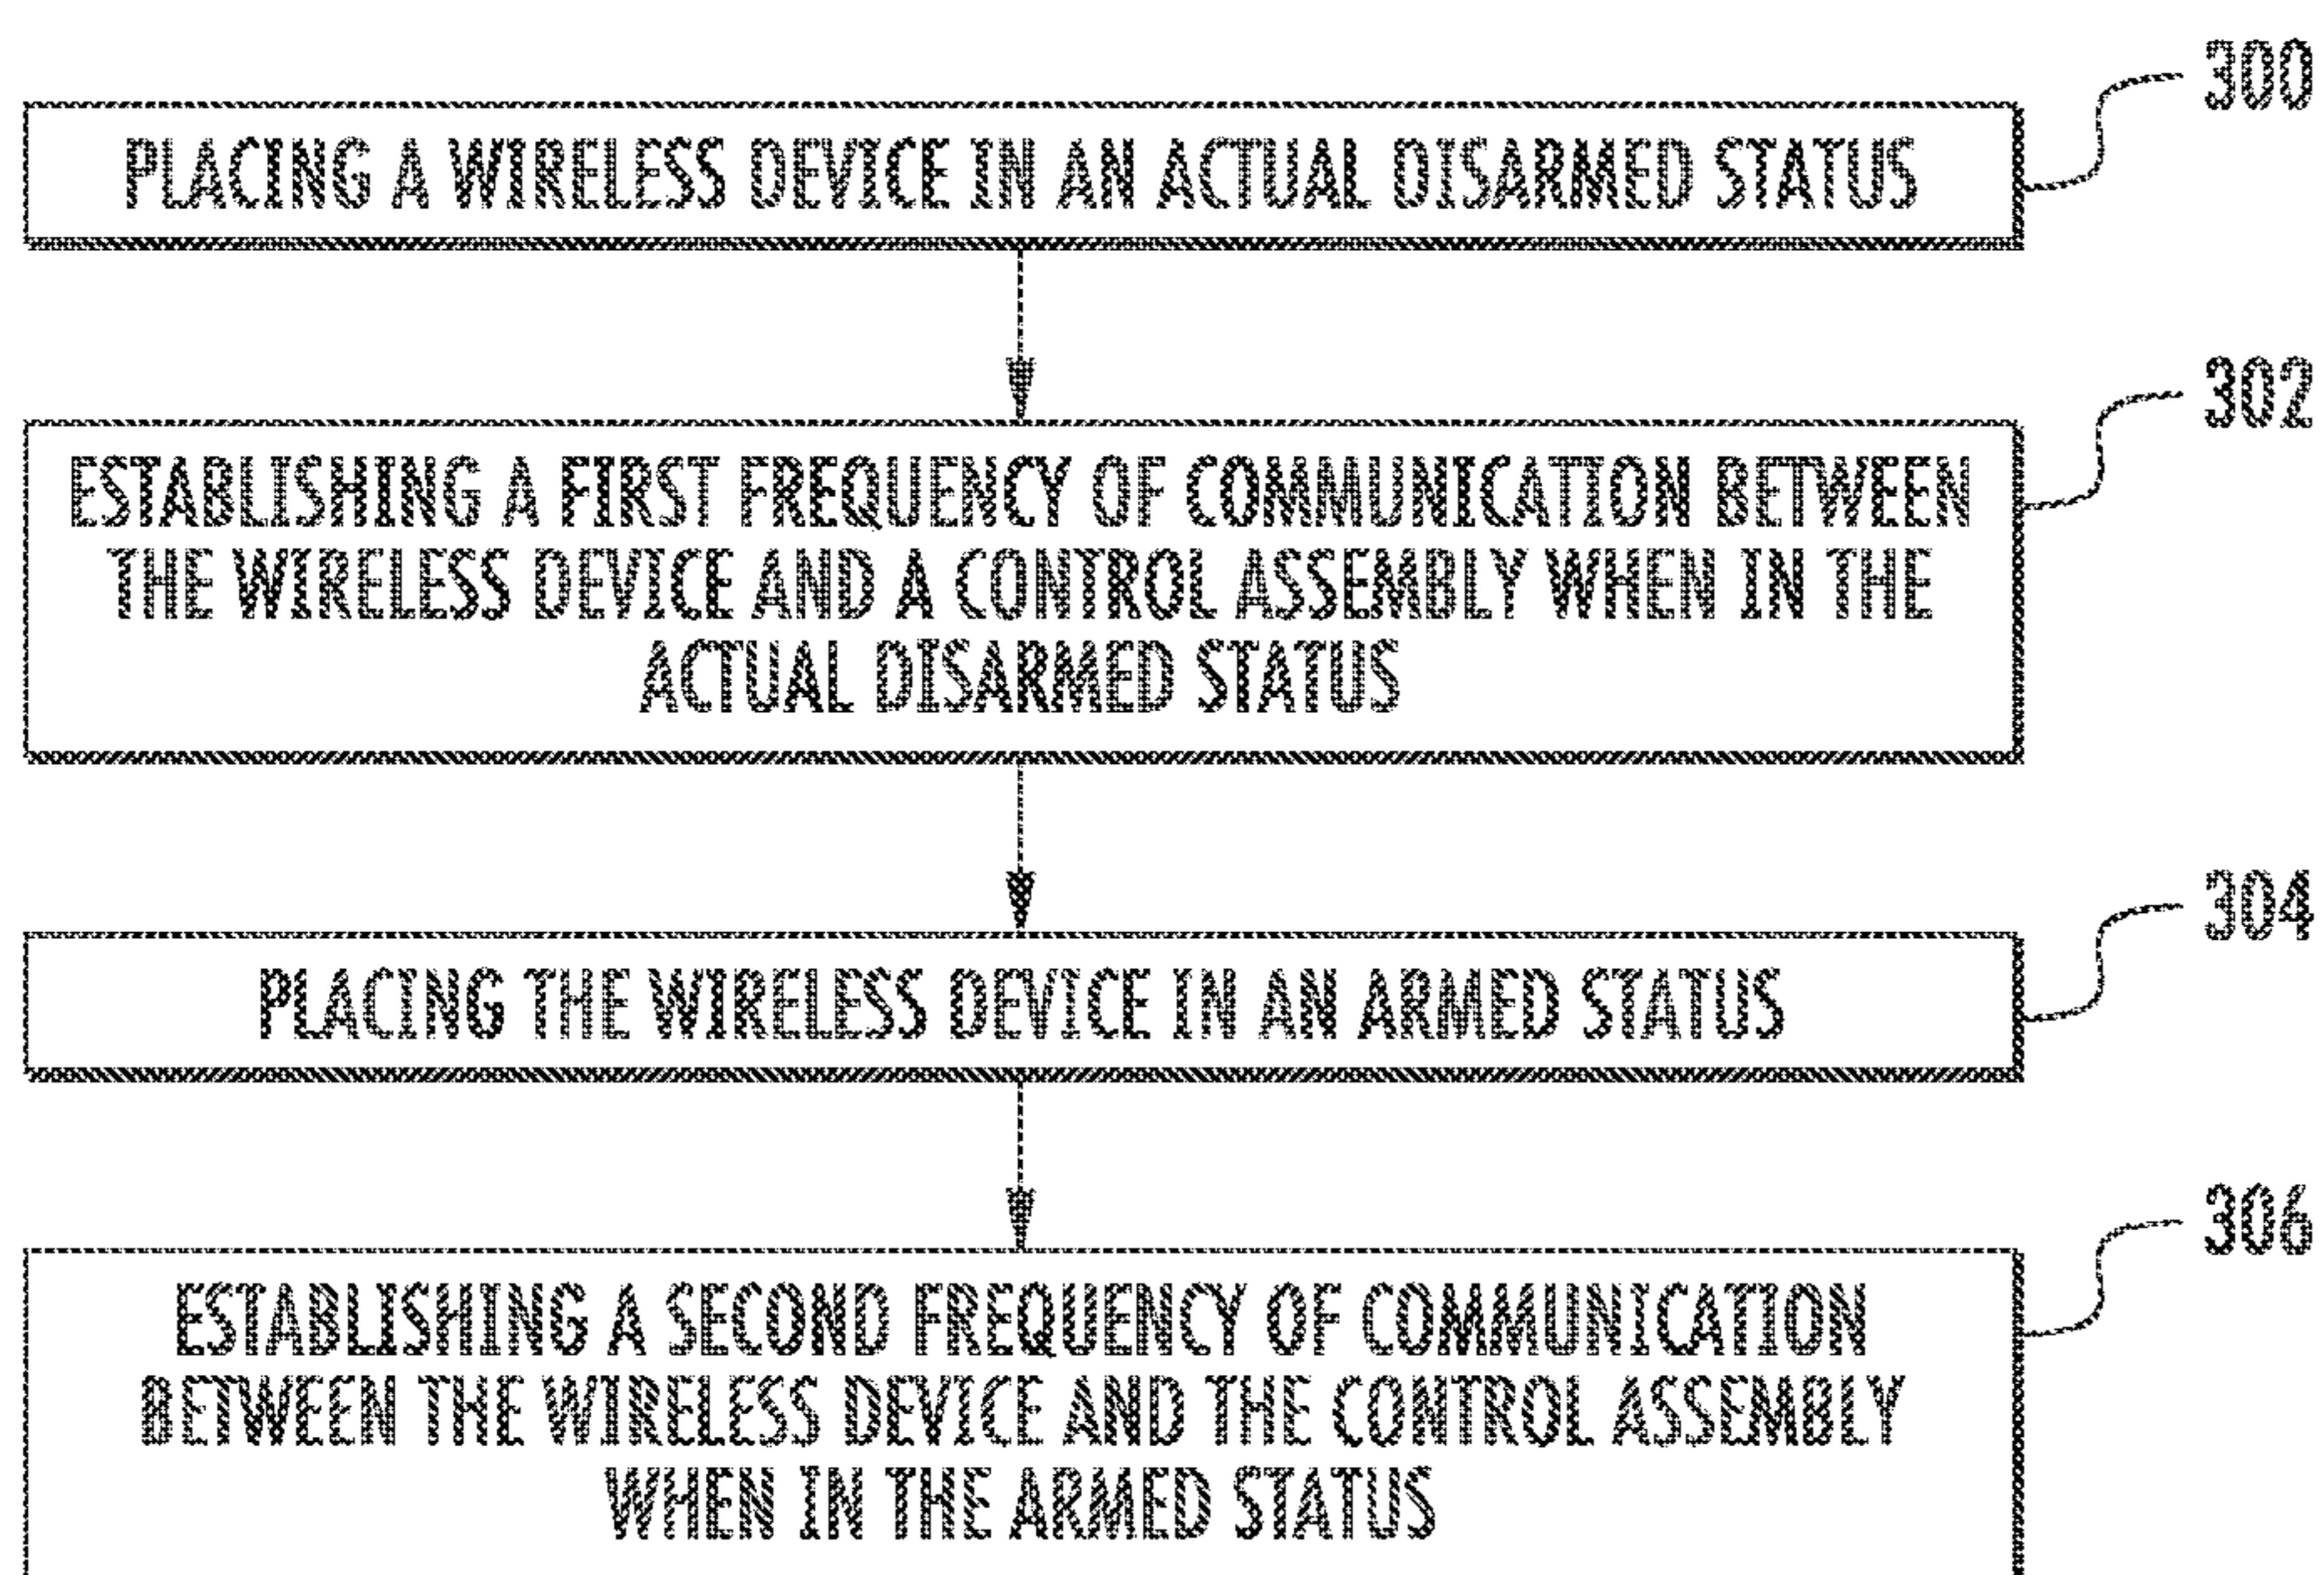 300
PLACING A WIRELESS DEVICE IN AN ACTUAL DISARMED STATUS
302
ESTABLISHING A FIRST FREQUENCY OF COMMUNICATION BETWEEN
THE WIRELESS DEVICE AND A CONTROL ASSEMBLY WHEN IN THE
ACTUAL DISARMED STATUS
304
PLACING THE WIRELESS DEVICE IN AN ARMED STATUS
306
ESTABLISHING A SECOND FREQUENCY OF COMMUNICATION
BETWEEN THE WIRELESS DEVICE AND THE CONTROL ASSEMBLY
WHEN IN THE ARMED STATUS